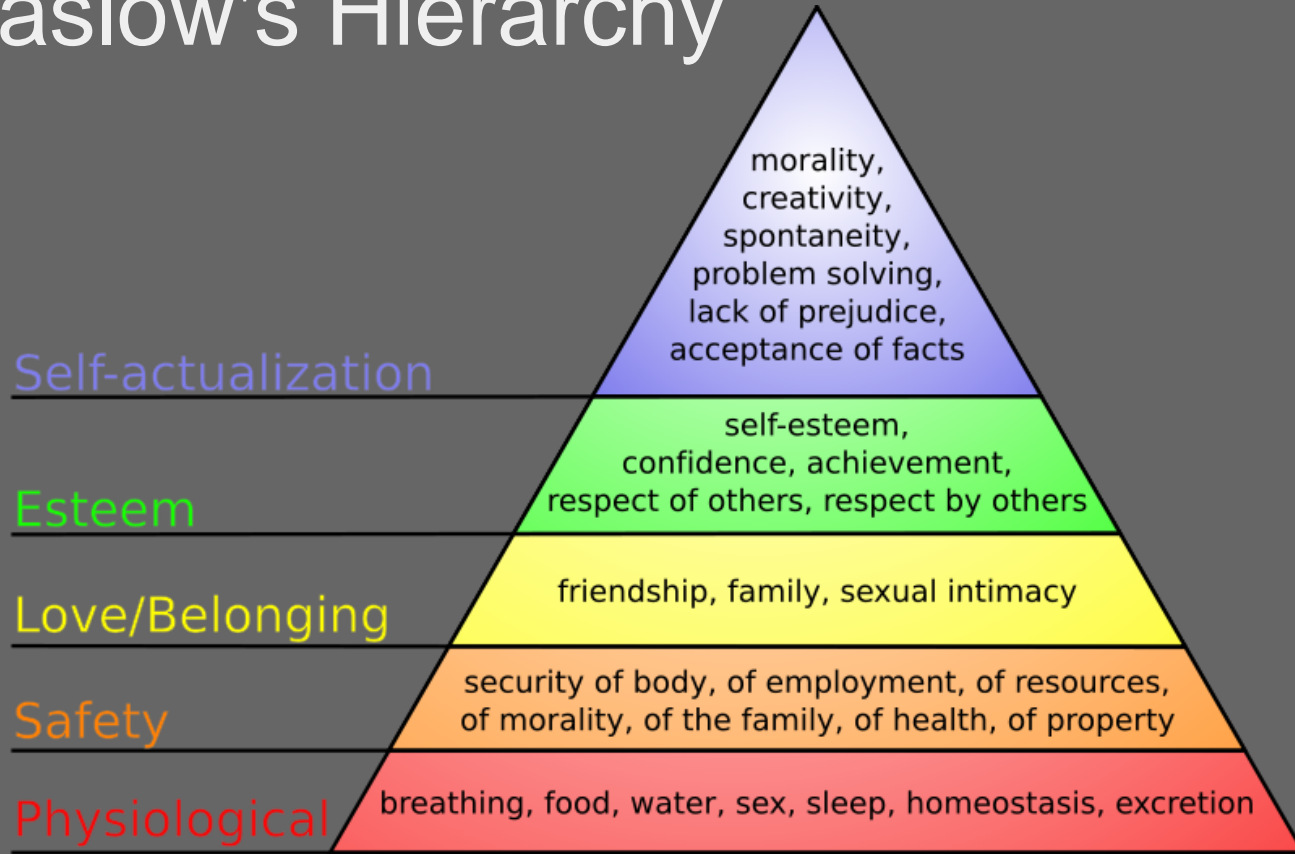 aslow's Hierarchy
morality,
creativity,
spontaneity,
problem solving,
lack of prejudice,
acceptance of facts
Self-actualization
self-esteem,
confidence, achievement,
respect of others, respect by others
Esteem
friendship, family, sexual intimacy
Love/Belonging
security of body, of employment, of resources,
of morality, of the family, of health, of property
Safety
breathing, food, water, sex, sleep, homeostasis, excretion
Physiological